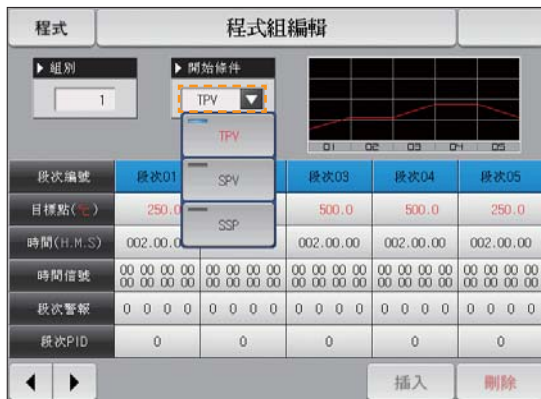 程式 程式組編輯
▶ 組別 ▶ 開始條件
1 TPV
TPV
SPV
SSP
01 02 03 04 05
段次編號 段次01 段次03 段次04 段次05
目標點(℃) 250.0 500.0 500.0 250.0
時間(H.M.S) 002.00.0 002.00.00 002.00.00 002.00.00
時間信號 00 00 00 00 00 00 00 00 00 00 00 00 00 00 00 00 00 00 00 00
00 00 00 00 00 00 00 00 00 00 00 00 00 00 00 00 00 00 00 00
段次警報 0 0 0 0 0 0 0 0 0 0 0 0 0 0 0 0 0 0 0 0
段次PID 0 0 0 0 0
插入 刪除